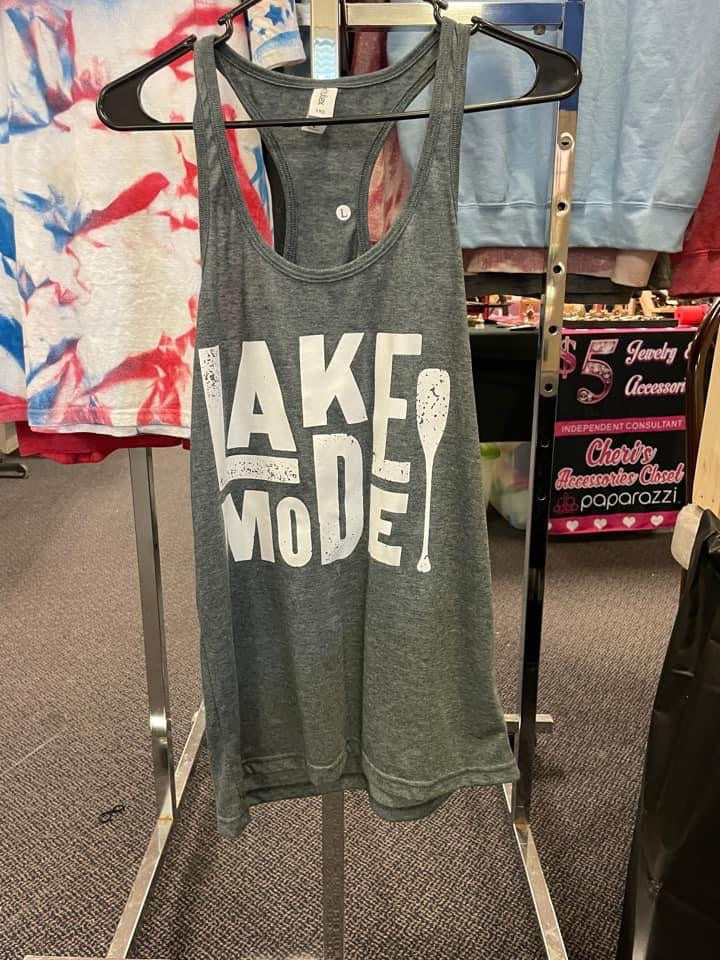 L
LAKE
MODE
$5 Jewelry &
Accessori
INDEPENDENT CONSULTANT
Cheri's
Accessories Closet
paparazzi